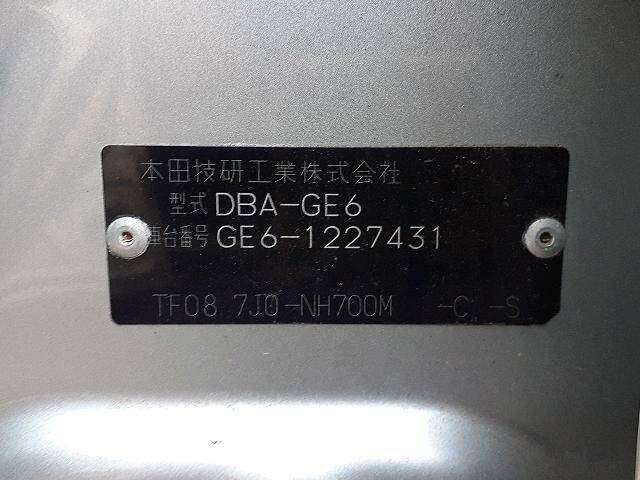 本田技研工業株式会社
型式 DBA-GE6
車台番号 GE6-1227431
TF08 7J0-NH700M -C -S